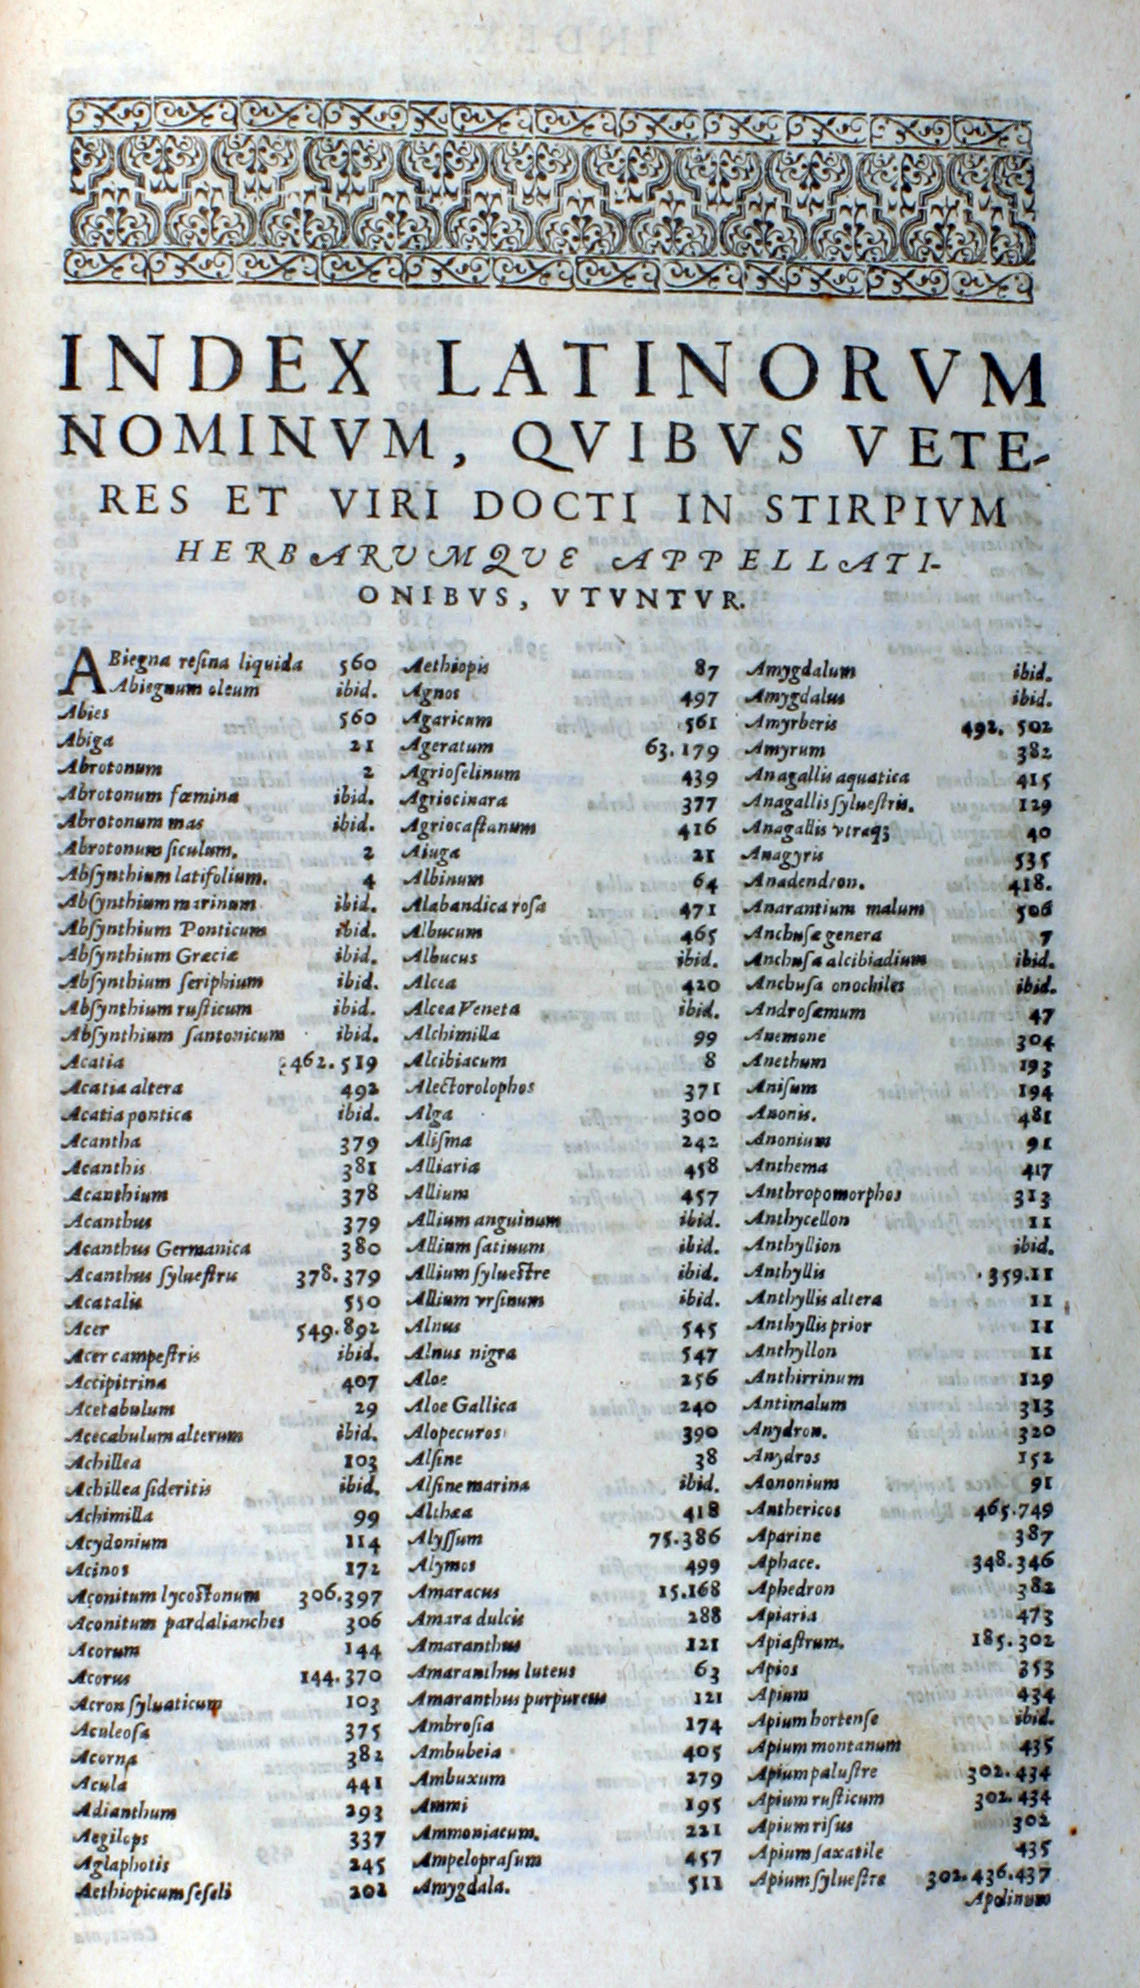 INDEX LATINORVM
NOMINVM, QVIBVS VETE-
RES ET VIRI DOCTI IN STIRPIVM
HERBARVMQVE APPELLATI-
ONIBVS, VTVNTVR.
ABiegna resina liquida 560
Abiegnum oleum ibid.
Abies 560
Abiga 21
Abrotonum 2
Abrotonum fœmina ibid.
Abrotonum mas ibid.
Abrotonum siculum. 2
Absynthium latifolium. 4
Absynthium marinum ibid.
Absynthium Ponticum ibid.
Absynthium Græciæ ibid.
Absynthium seriphium ibid.
Absynthium rusticum ibid.
Absynthium santonicum ibid.
Acatia 462.519
Acatia altera 492
Acatia pontica ibid.
Acantha 379
Acanthis 381
Acanthium 378
Acanthus 379
Acanthus Germanica 380
Acanthus syluestris 378.379
Acatalis 550
Acer 549.892
Acer campestris ibid.
Accipitrina 407
Acetabulum 29
Acecabulum alterum ibid.
Achillea 103
Achillea sideritis ibid.
Achimilla 99
Acydonium 114
Acinos 172
Aconitum lycostonum 306.397
Aconitum pardalianches 306
Acorum 144
Acorus 144.370
Acron syluaticum 103
Aculeosa 375
Acorna 382
Acula 441
Adianthum 293
Aegilops 337
Aglaphotis 245
Aethiopicum seseli 202
Aethiopis 87
Agnos 497
Agaricum 561
Ageratum 63.179
Agrioselinum 439
Agriocinara 377
Agriocastanum 416
Aiuga 21
Albinum 64
Alabandica rosa 471
Albucum 465
Albucus ibid.
Alcea 420
Alcea Veneta ibid.
Alchimilla 99
Alcibiacum 8
Alectorolophos 371
Alga 300
Alisma 242
Alliaria 458
Allium 457
Allium anguinum ibid.
Allium satiuum ibid.
Allium syluestre ibid.
Allium vrsinum ibid.
Alnus 545
Alnus nigra 547
Aloe 256
Aloe Gallica 240
Alopecuros 390
Alsine 38
Alsine marina ibid.
Althæa 418
Alyssum 75.386
Alymos 499
Amaracus 15.168
Amara dulcis 288
Amaranthus 121
Amaranthus luteus 63
Amaranthus purpureus 121
Ambrosia 174
Ambubeia 405
Ambuxum 279
Ammi 195
Ammoniacum. 221
Ampeloprasum 457
Amygdala. 511
Amygdalum ibid.
Amygdalus ibid.
Amyrberis 492. 502
Amyrum 382
Anagallis aquatica 415
Anagallis syluestris. 129
Anagallis vtraqȝ 40
Anagyris 535
Anadendron. 418.
Anarantium malum 506
Anchusæ genera 7
Anchusa alcibiadium ibid.
Anchusa onochiles ibid.
Androsæmum 47
Anemone 304
Anethum 193
Anisum 194
Anonis. 481
Anonium 91
Anthema 417
Anthropomorphos 313
Anthycellon 11
Anthyllion ibid.
Anthyllis 359.11
Anthyllis altera 11
Anthyllis prior 11
Anthyllon 11
Anthirrinum 129
Antimalum 313
Anydron. 320
Anydros 152
Aononium 91
Anthericos 465.749
Aparine 387
Aphace. 348.346
Aphedron 382
Apiaria 473
Apiastrum. 185.302
Apios 353
Apium 434
Apium hortense ibid.
Apium montanum 435
Apium palustre 302.434
Apium rusticum 302.434
Apium risus 302
Apium saxatile 435
Apium syluestre 302.436.437
Apolinum